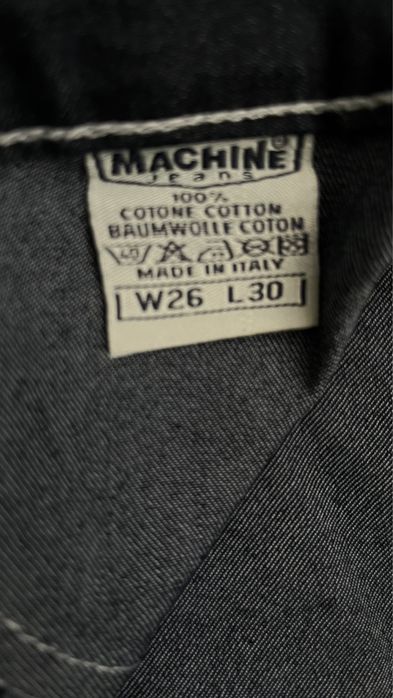 MACHINE®
Jeans
100%
COTONE COTTON
BAUMWOLLE COTON
MADE IN ITALY
W26 L30